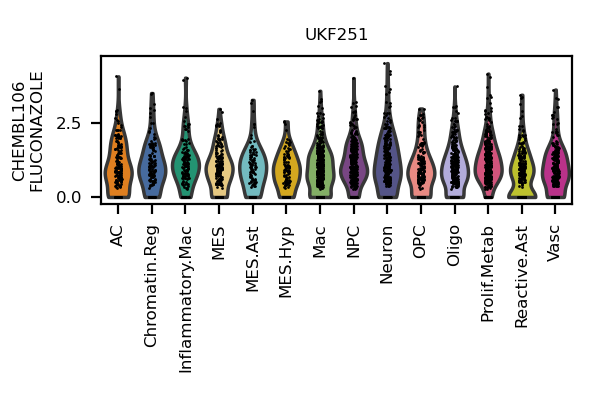 UKF251
CHEMBL106
FLUCONAZOLE
2.5
0.0
AC
Chromatin.Reg
Inflammatory.Mac
MES
MES.Ast
MES.Hyp
Mac
NPC
Neuron
OPC
Oligo
Prolif.Metab
Reactive.Ast
Vasc